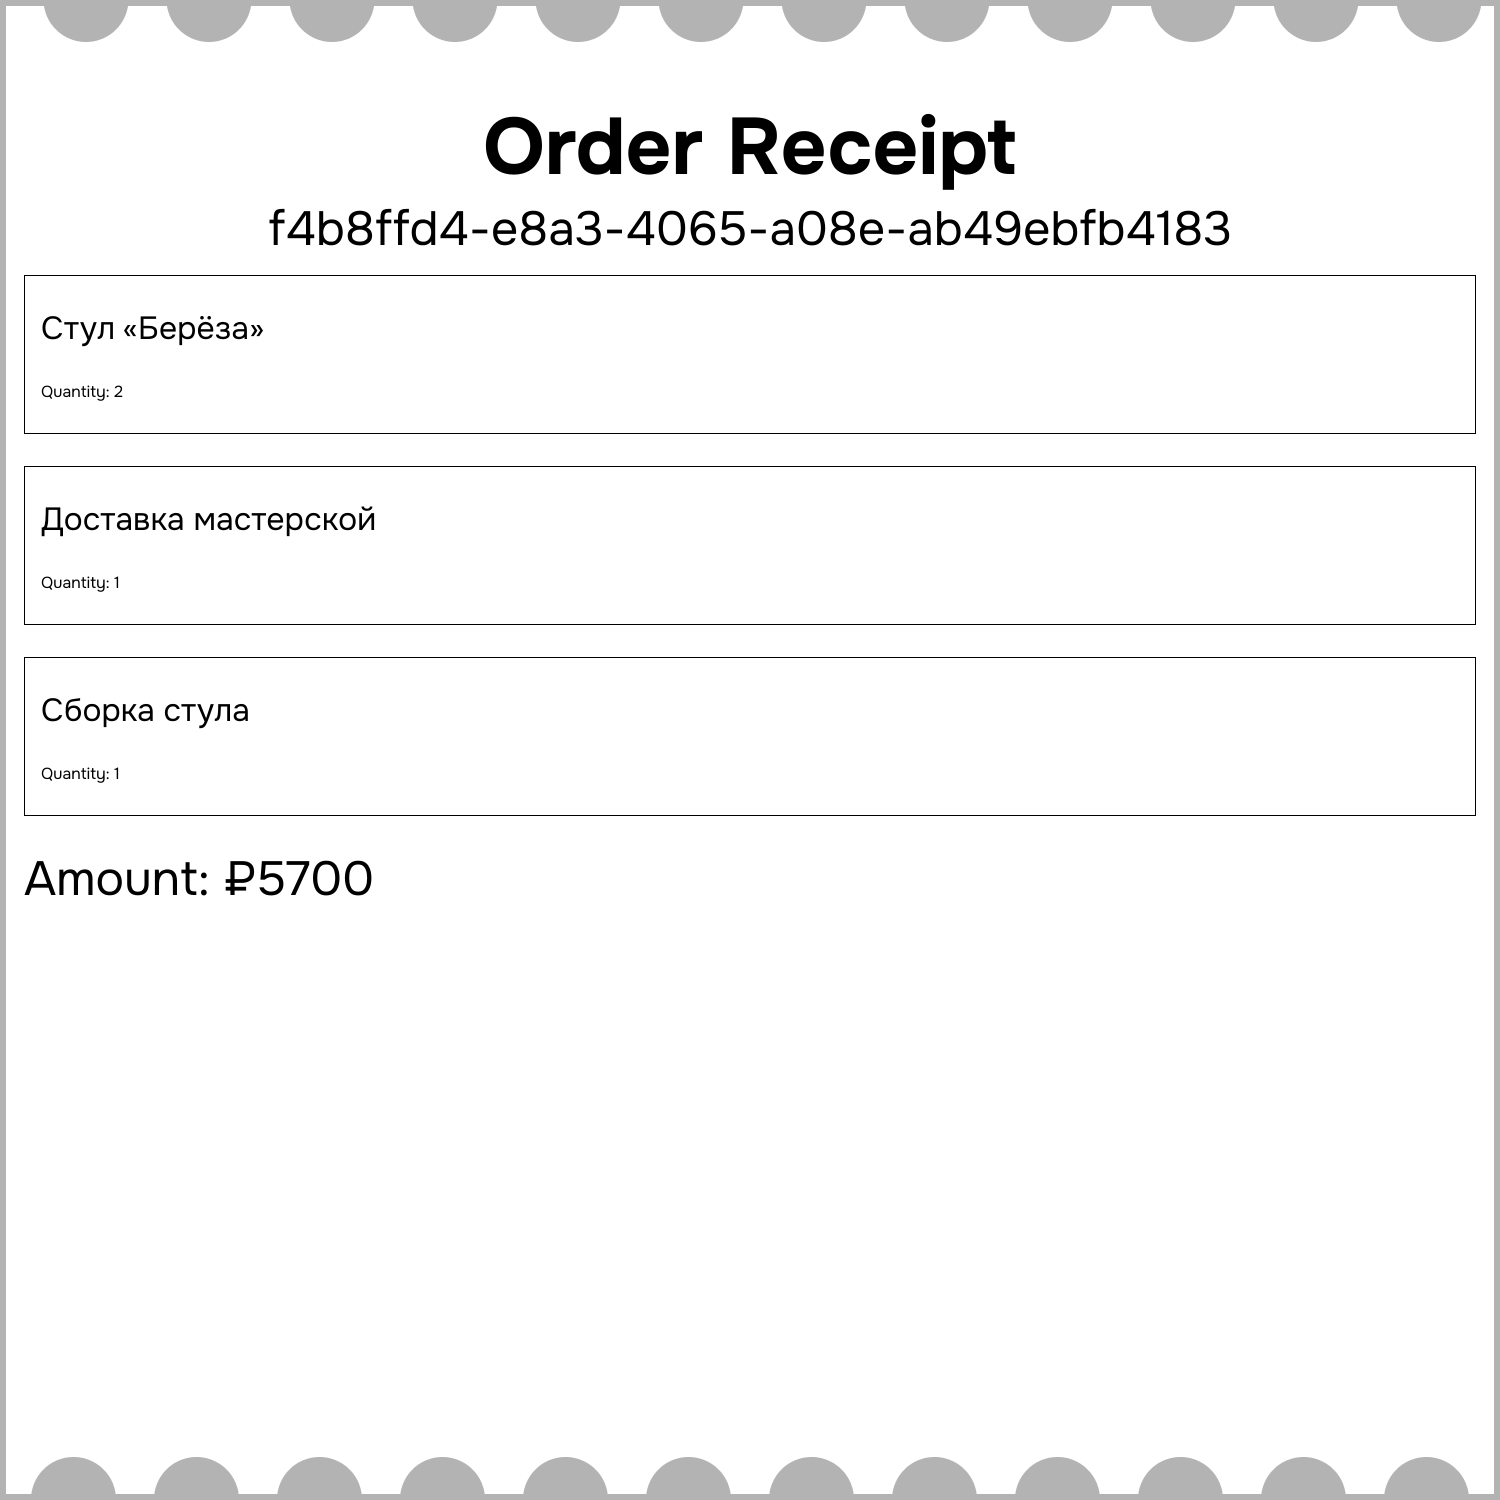 Order Receipt
f4b8ffd4-e8a3-4065-a08e-ab49ebfb4183
Стул «Берёза»
Quantity: 2
Доставка мастерской
Quantity: 1
Сборка стула
Quantity: 1
Amount: ₽5700